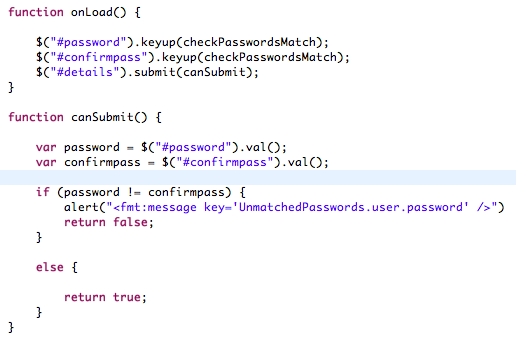 function onLoad() {
$("#password").keyup(checkPasswordsMatch);
$("#confirmpass").keyup(checkPasswordsMatch);
$("#details").submit(canSubmit);
}
function canSubmit() {
var password = $("#password").val();
var confirmpass = $("#confirmpass").val();
if (password != confirmpass) {
alert("<fmt:message key='UnmatchedPasswords.user.password' />")
return false;
}
else {
return true;
}
}